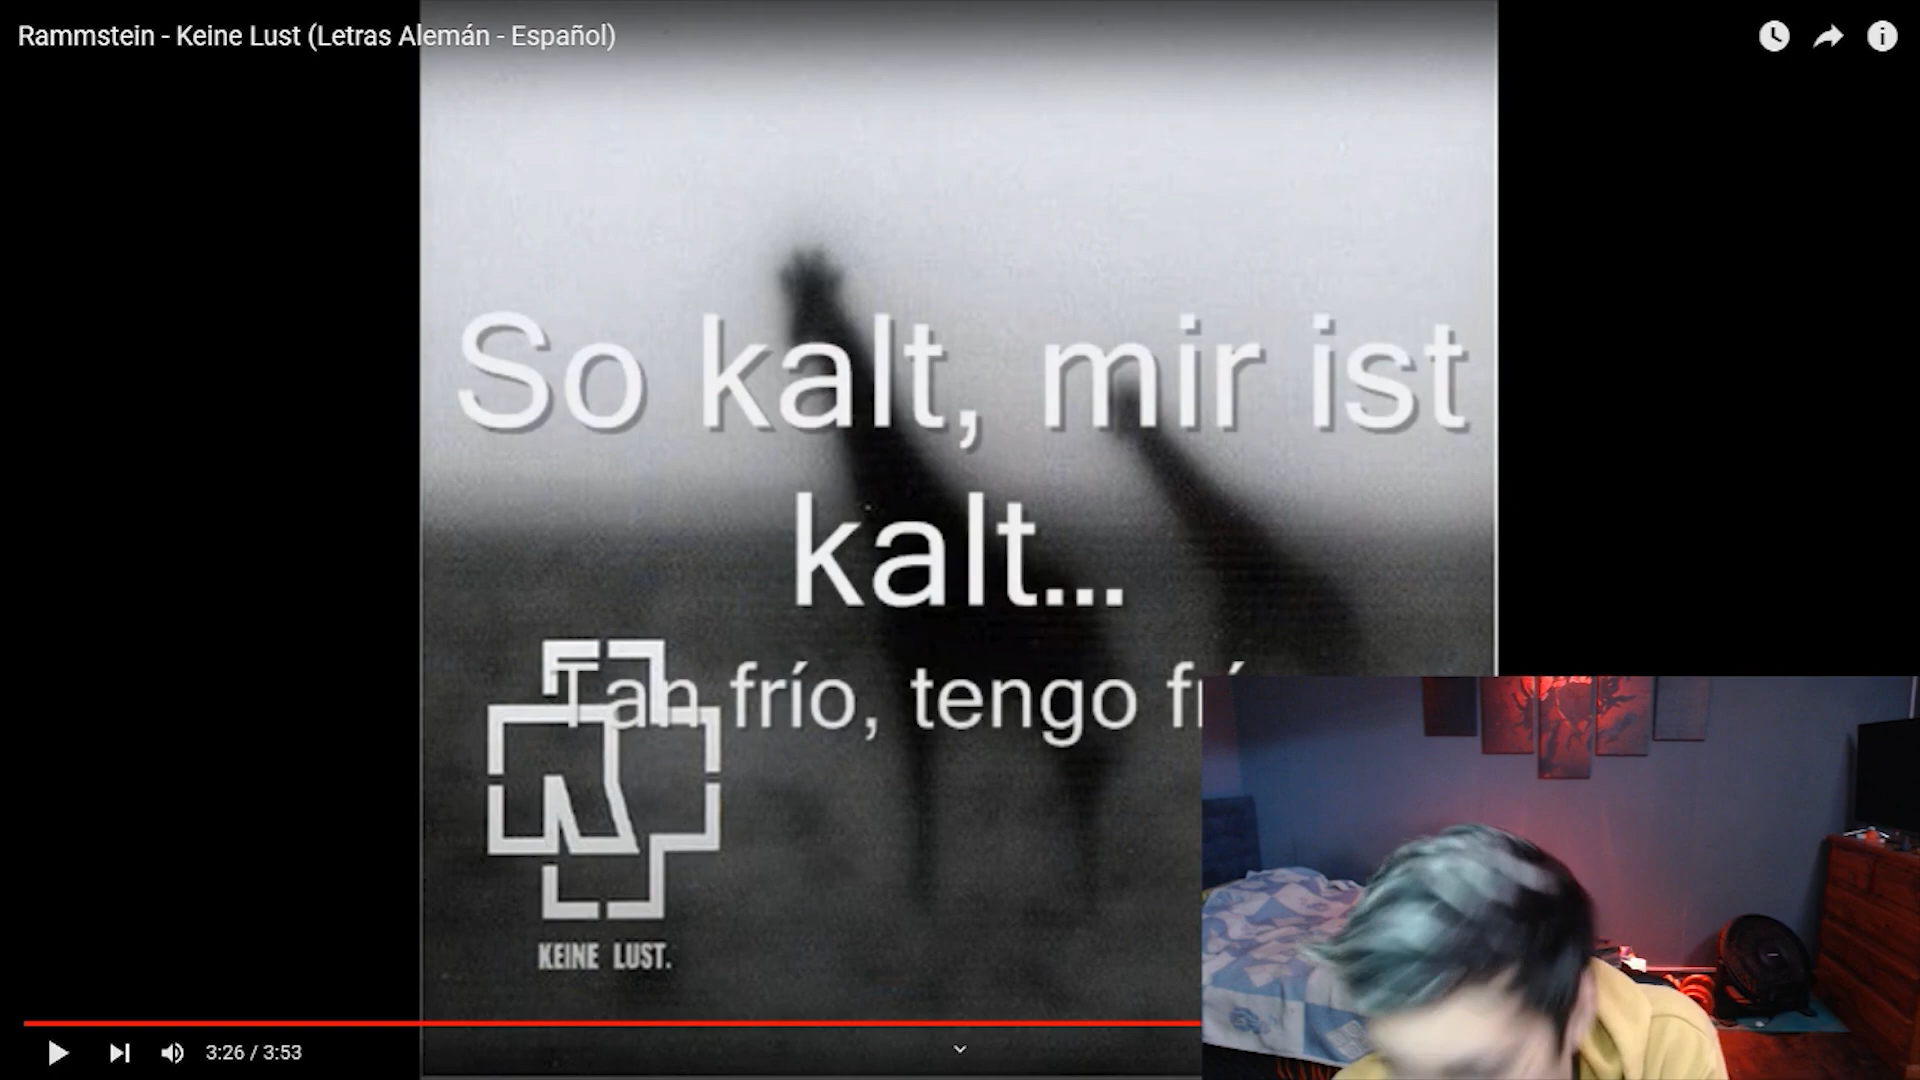 Rammstein - Keine Lust (Letras Alemán - Español)
So kalt, mir ist
kalt...
Tan frío, tengo
KEINE LUST.
3:26 / 3:53